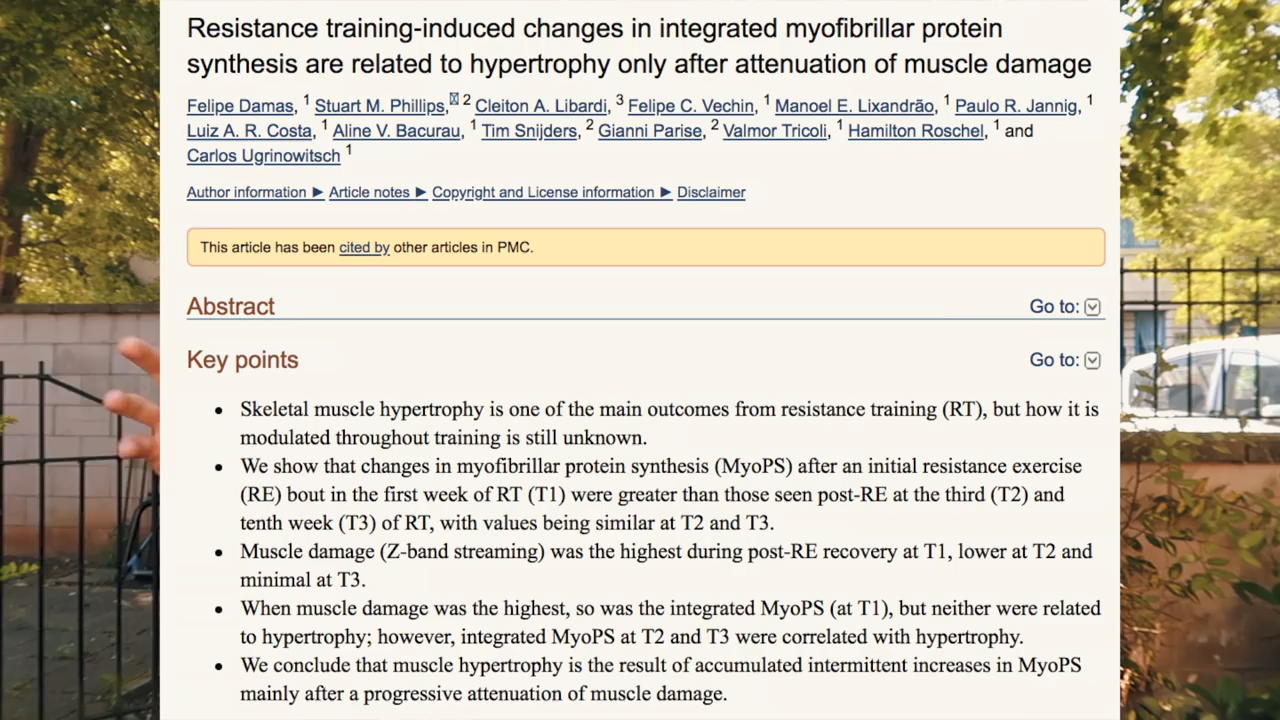 Resistance training-induced changes in integrated myofibrillar protein
synthesis are related to hypertrophy only after attenuation of muscle damage
Felipe Damas, 1 Stuart M. Phillips, 2 Cleiton A. Libardi, 3 Felipe C. Vechin, 1 Manoel E. Lixandrão, 1 Paulo R. Jannig, 1
Luiz A. R. Costa, 1 Aline V. Bacurau, 1 Tim Snijders, 2 Gianni Parise, 2 Valmor Tricoli, 1 Hamilton Roschel, 1 and
Carlos Ugrinowitsch 1
Author information ► Article notes ► Copyright and License information ► Disclaimer
This article has been cited by other articles in PMC.
Abstract Go to:
Key points Go to:
• Skeletal muscle hypertrophy is one of the main outcomes from resistance training (RT), but how it is
modulated throughout training is still unknown.
• We show that changes in myofibrillar protein synthesis (MyoPS) after an initial resistance exercise
(RE) bout in the first week of RT (T1) were greater than those seen post-RE at the third (T2) and
tenth week (T3) of RT, with values being similar at T2 and T3.
• Muscle damage (Z-band streaming) was the highest during post-RE recovery at T1, lower at T2 and
minimal at T3.
• When muscle damage was the highest, so was the integrated MyoPS (at T1), but neither were related
to hypertrophy; however, integrated MyoPS at T2 and T3 were correlated with hypertrophy.
• We conclude that muscle hypertrophy is the result of accumulated intermittent increases in MyoPS
mainly after a progressive attenuation of muscle damage.